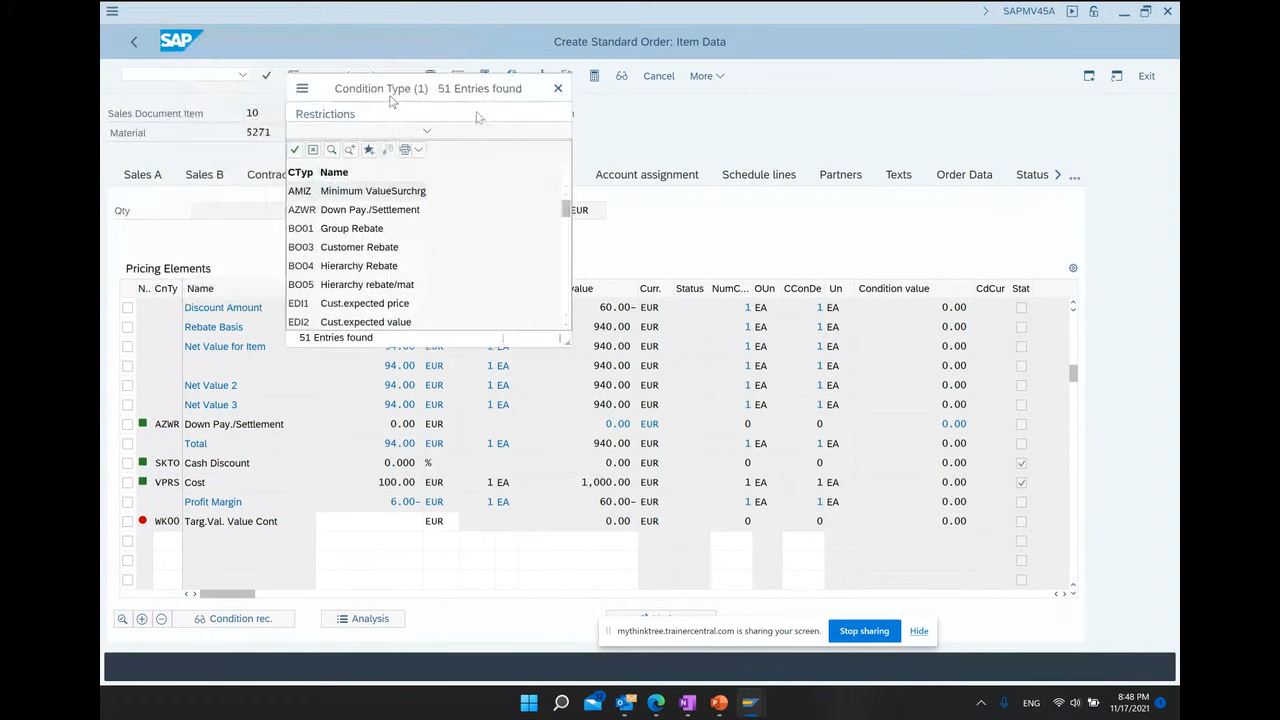 SAPMV45A
SAP
Create Standard Order: Item Data
Cancel
More
Exit
Sales Document Item 10
Material 5271
Condition Type (1) 51 Entries found
Restrictions
CTyp Name
AMIZ Minimum ValueSurchrg
AZWR Down Pay./Settlement
BO01 Group Rebate
BO03 Customer Rebate
BO04 Hierarchy Rebate
BO05 Hierarchy rebate/mat
EDI1 Cust.expected price
EDI2 Cust.expected value
51 Entries found
Sales A Sales B Contrac Account assignment Schedule lines Partners Texts Order Data Status
Qty EUR
Pricing Elements
N.. CnTy Name value Curr. Status NumC... OUn CConDe Un Condition value CdCur Stat
Discount Amount 60.00- EUR 1 EA 1 EA 0.00
Rebate Basis 940.00 EUR 1 EA 1 EA 0.00
Net Value for Item 94.00 EUR 1 EA 940.00 EUR 1 EA 1 EA 0.00
94.00 EUR 1 EA 940.00 EUR 1 EA 1 EA 0.00
Net Value 2 94.00 EUR 1 EA 940.00 EUR 1 EA 1 EA 0.00
Net Value 3 94.00 EUR 1 EA 940.00 EUR 1 EA 1 EA 0.00
AZWR Down Pay./Settlement 0.00 EUR 0.00 EUR 0 0 0.00
Total 94.00 EUR 1 EA 940.00 EUR 1 EA 1 EA 0.00
SKTO Cash Discount 0.000 % 0.00 EUR 0 0 0.00
VPRS Cost 100.00 EUR 1 EA 1,000.00 EUR 1 EA 1 EA 0.00
Profit Margin 6.00- EUR 1 EA 60.00- EUR 1 EA 1 EA 0.00
WK00 Targ.Val. Value Cont EUR 0.00 EUR 0 0 0.00
Condition rec.
Analysis
mythinktree.trainercentral.com is sharing your screen.
Stop sharing
Hide
ENG
8:48 PM
11/17/2021